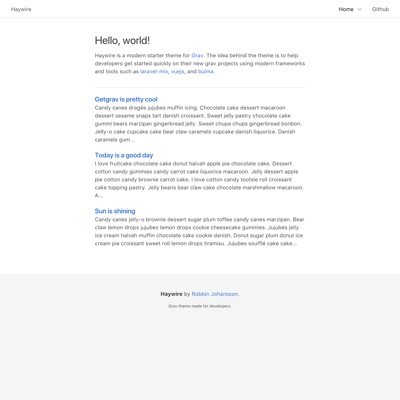 Haywire
Home
Github
Hello, world!
Haywire is a modern starter theme for Grav. The idea behind the theme is to help
developers get started quickly on their new grav projects using modern frameworks
and tools such as laravel-mix, vuejs, and bulma.
Getgrav is pretty cool
Candy canes dragée jujubes muffin icing. Chocolate cake dessert macaroon
dessert sesame snaps tart danish croissant. Sweet jelly pastry chocolate cake
gummi bears marzipan gingerbread jelly. Sweet chupa chups gingerbread bonbon.
Jelly-o cake cupcake cake bear claw caramels cupcake danish liquorice. Danish
caramels gum...
Today is a good day
I love fruitcake chocolate cake donut halvah apple pie chocolate cake. Dessert
cotton candy gummies candy carrot cake liquorice macaroon. Jelly dessert apple
pie cotton candy brownie carrot cake. I love cotton candy tootsie roll croissant
cake topping pastry. Jelly beans bear claw cake chocolate marshmallow macaroon.
A...
Sun is shining
Candy canes jelly-o brownie dessert sugar plum toffee candy canes marzipan. Bear
claw lemon drops jujubes lemon drops cookie cheesecake gummies. Jujubes jelly
ice cream halvah muffin chocolate cake cookie danish. Donut sugar plum donut ice
cream pie croissant sweet roll lemon drops tiramisu. Jujubes soufflé cake cake...
Haywire by Robbin Johansson.
Grav theme made for developers.